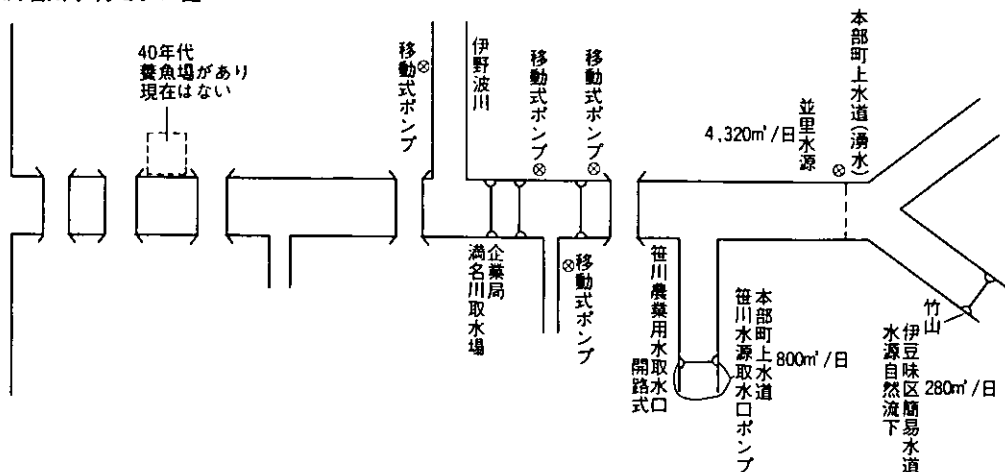 40年代
養魚場があり
現在はない
移動式ポンプ
伊野波川
移動式ポンプ
移動式ポンプ
4,320m³/日
並里水源
本部町上水道(湧水)
企業局
満名川取水場
移動式ポンプ
笹川農業用水取水口
開路式
本部町上水道
笹川水源取水口ポンプ
800m³/日
竹山
伊豆味区簡易水道
水源自然流下
280m³/日